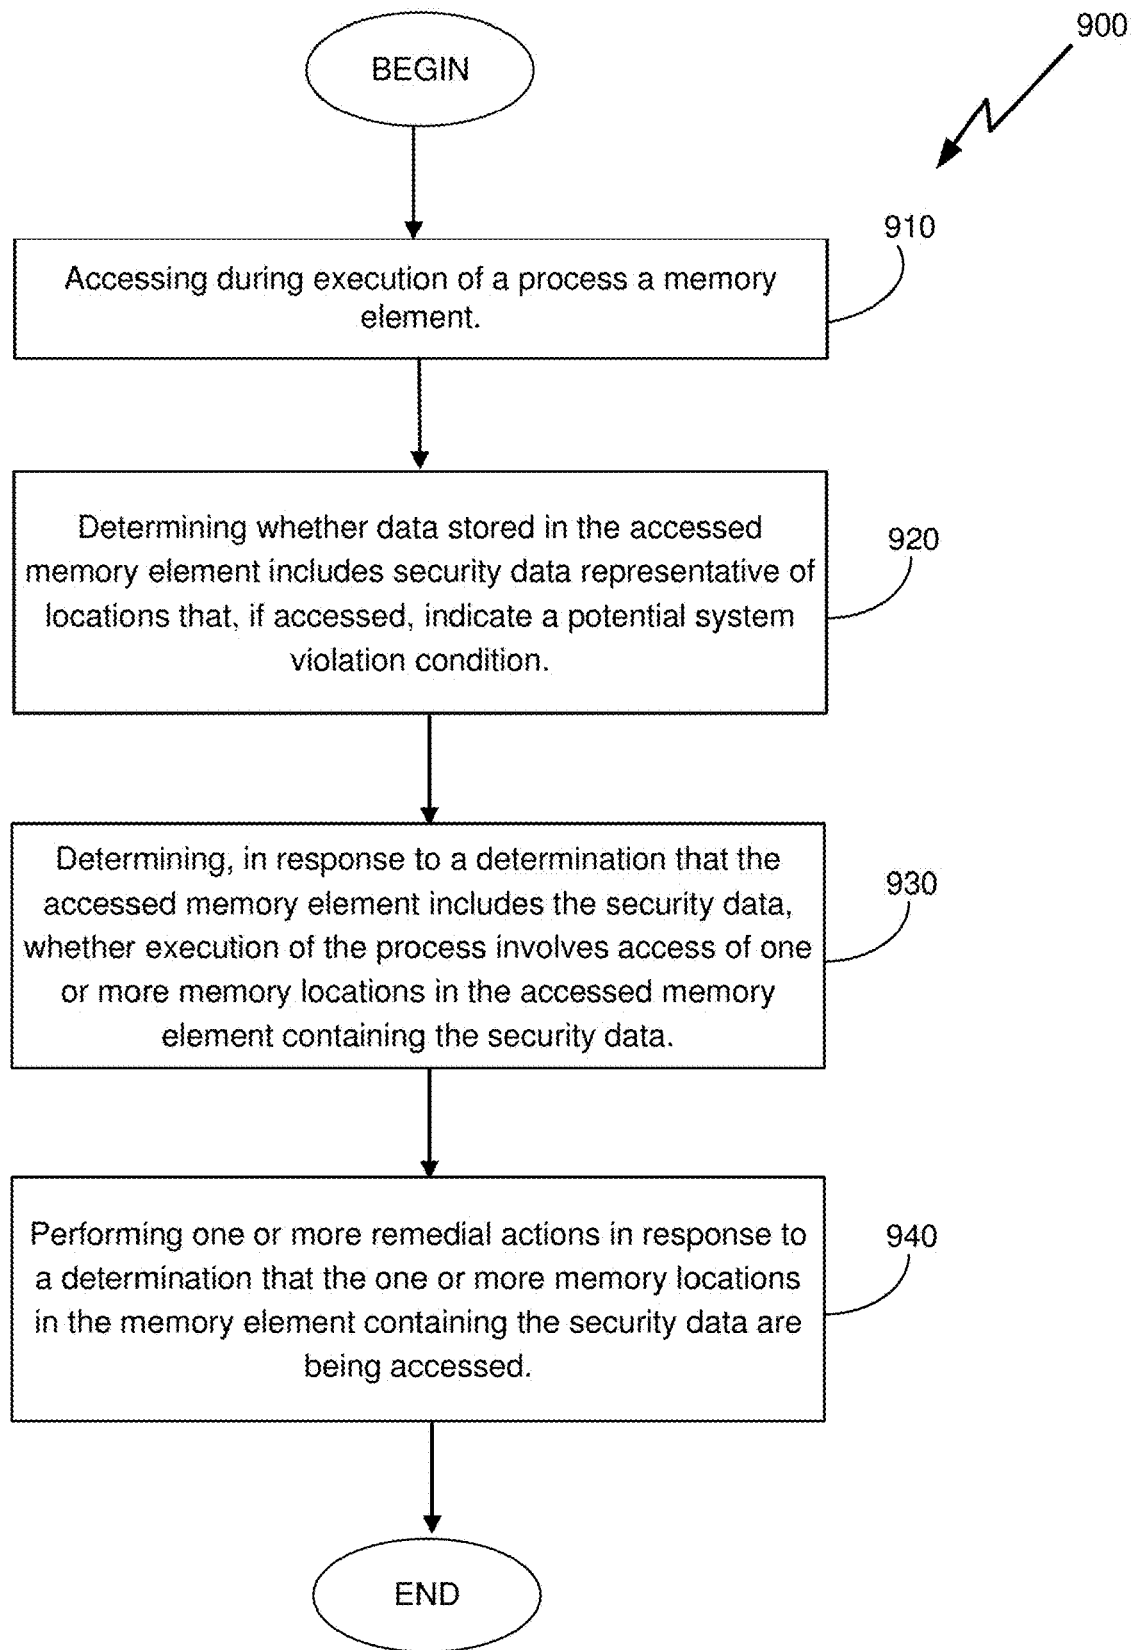 BEGIN
900
Accessing during execution of a process a memory
element.
910
Determining whether data stored in the accessed
memory element includes security data representative of
locations that, if accessed, indicate a potential system
violation condition.
920
Determining, in response to a determination that the
accessed memory element includes the security data,
whether execution of the process involves access of one
or more memory locations in the accessed memory
element containing the security data.
930
Performing one or more remedial actions in response to
a determination that the one or more memory locations
in the memory element containing the security data are
being accessed.
940
END